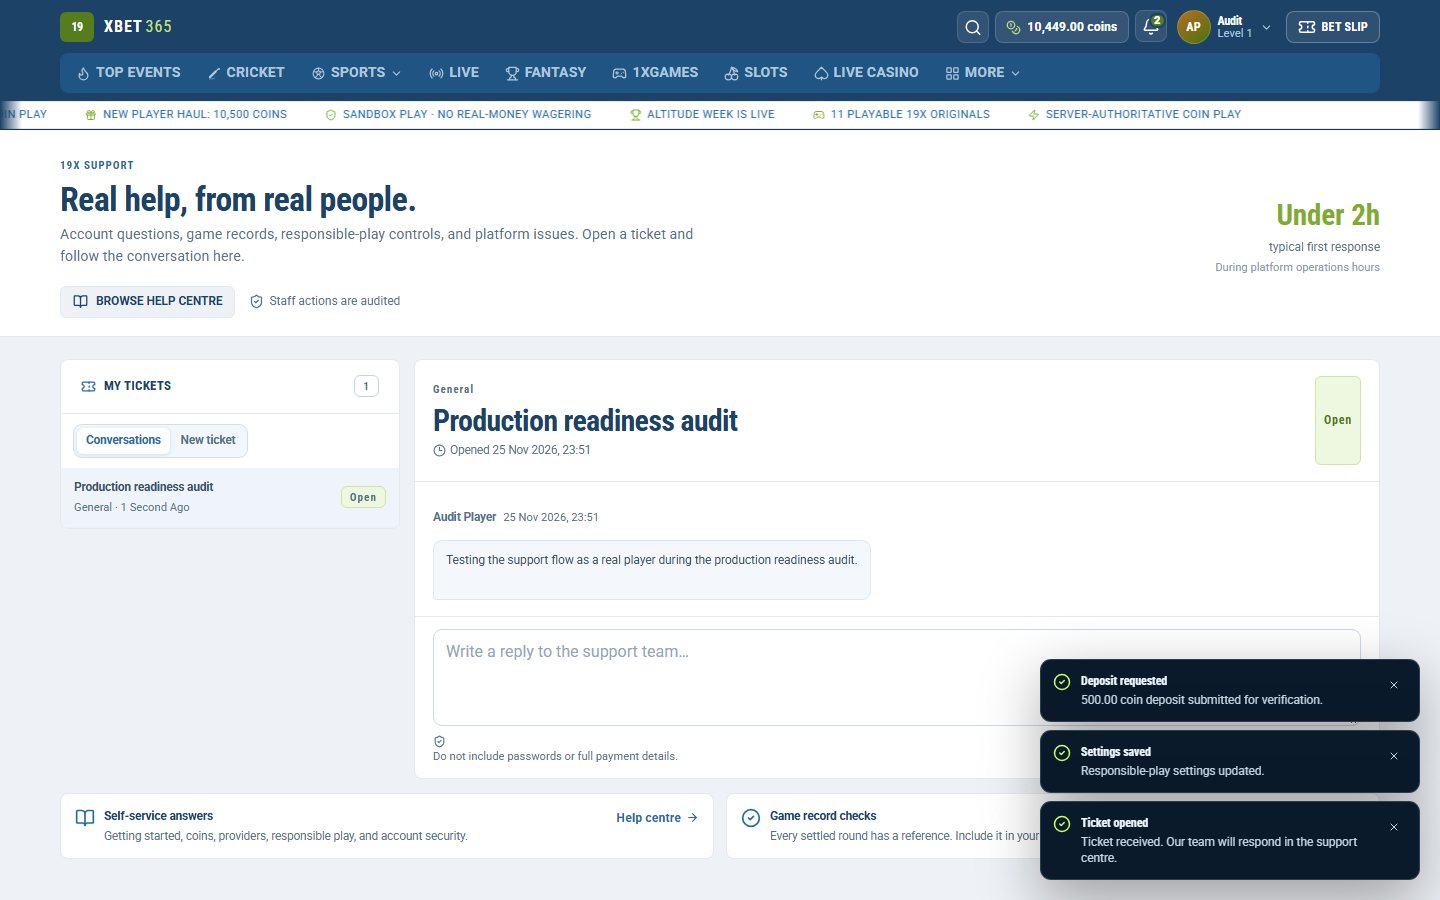 19 XBET 365
10,449.00 coins
2
AP
Audit
Level 1
BET SLIP
TOP EVENTS CRICKET SPORTS LIVE FANTASY 1XGAMES SLOTS LIVE CASINO MORE
IN PLAY NEW PLAYER HAUL: 10,500 COINS SANDBOX PLAY · NO REAL-MONEY WAGERING ALTITUDE WEEK IS LIVE 11 PLAYABLE 19X ORIGINALS SERVER-AUTHORITATIVE COIN PLAY
19X SUPPORT
Real help, from real people.
Account questions, game records, responsible-play controls, and platform issues. Open a ticket and
follow the conversation here.
BROWSE HELP CENTRE
Staff actions are audited
Under 2h
typical first response
During platform operations hours
MY TICKETS
1
Conversations New ticket
Production readiness audit
General · 1 Second Ago
Open
General
Production readiness audit
Opened 25 Nov 2026, 23:51
Open
Audit Player 25 Nov 2026, 23:51
Testing the support flow as a real player during the production readiness audit.
Write a reply to the support team...
Do not include passwords or full payment details.
Self-service answers
Getting started, coins, providers, responsible play, and account security.
Help centre
Game record checks
Every settled round has a reference. Include it in your
Deposit requested
500.00 coin deposit submitted for verification.
Settings saved
Responsible-play settings updated.
Ticket opened
Ticket received. Our team will respond in the support
centre.